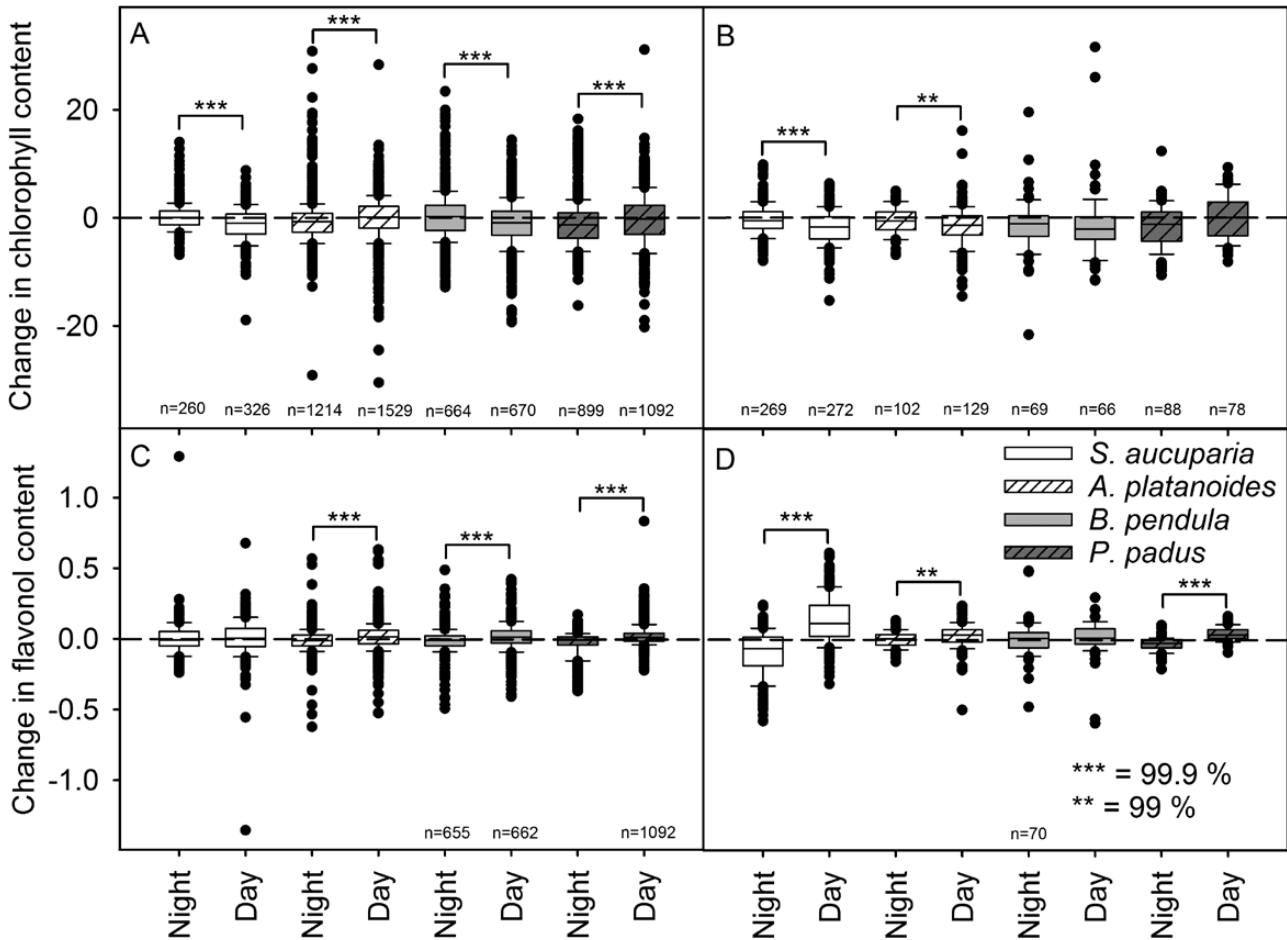 A
B
***
***
***
***
***
**
20
0
-20
Change in chlorophyll content
n=260 n=326 n=1214 n=1529 n=664 n=670 n=899 n=1092
n=269 n=272 n=102 n=129 n=69 n=66 n=88 n=78
C
D
S. aucuparia
A. platanoides
B. pendula
P. padus
***
***
***
***
**
***
1.0
0.5
0.0
-0.5
-1.0
Change in flavonol content
*** = 99.9 %
** = 99 %
n=655 n=662 n=1092
n=70
Night Day Night Day Night Day Night Day
Night Day Night Day Night Day Night Day